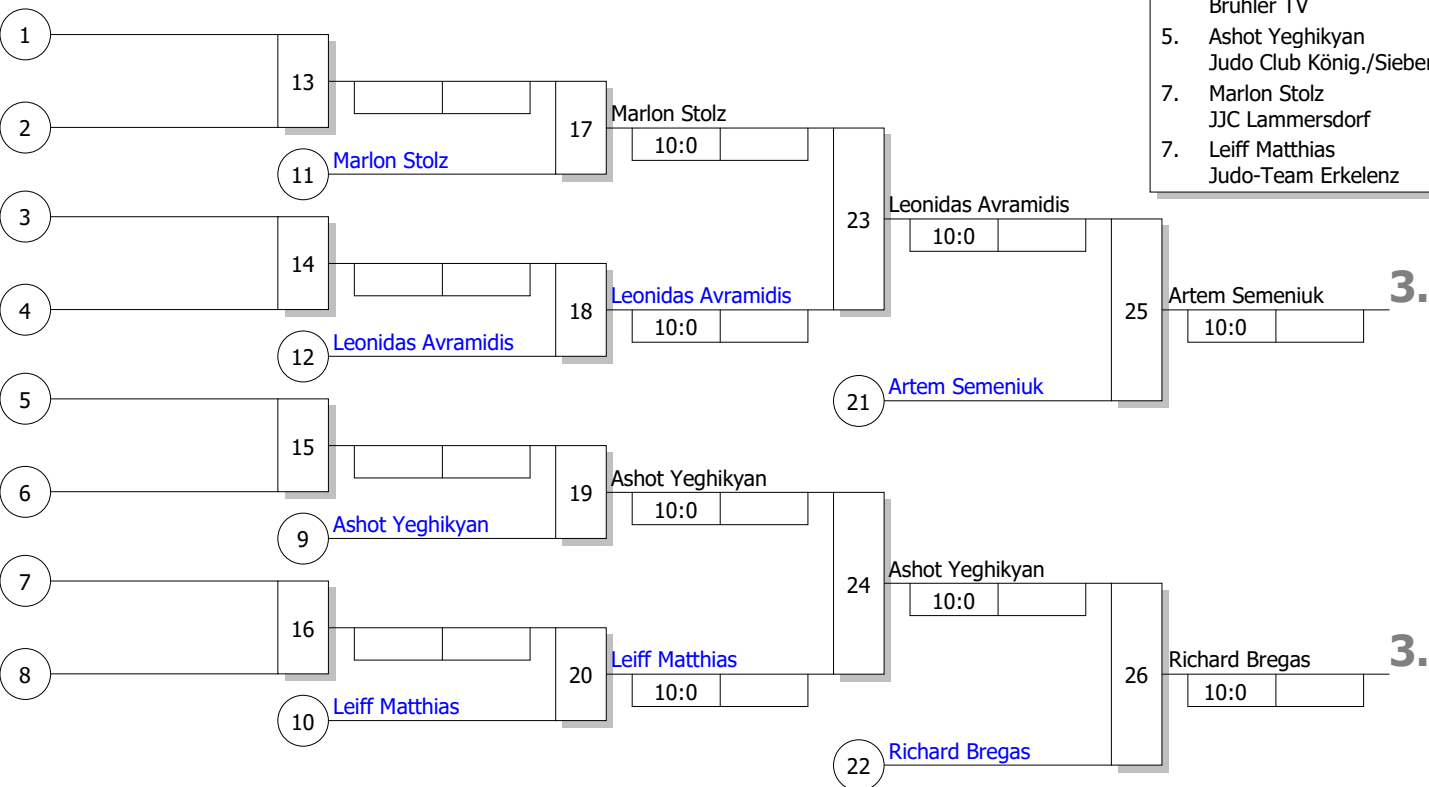 Brühler TV
5. Ashot Yeghikyan
Judo Club König./Sieben
7. Marlon Stolz
JJC Lammersdorf
7. Leiff Matthias
Judo-Team Erkelenz
1
13
2
17
Marlon Stolz
10:0
11
Marlon Stolz
3
23
Leonidas Avramidis
10:0
14
4
18
Leonidas Avramidis
10:0
12
Leonidas Avramidis
25
Artem Semeniuk
3.
10:0
21
Artem Semeniuk
5
15
6
19
Ashot Yeghikyan
10:0
9
Ashot Yeghikyan
7
24
Ashot Yeghikyan
10:0
16
8
20
Leiff Matthias
10:0
10
Leiff Matthias
26
Richard Bregas
3.
10:0
22
Richard Bregas